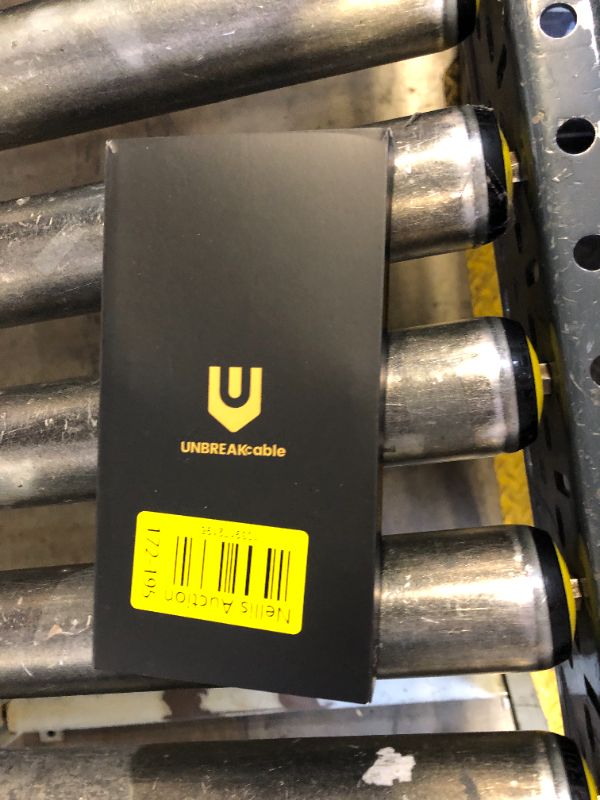 UNBREAKcable
Nellis Auction
172-195